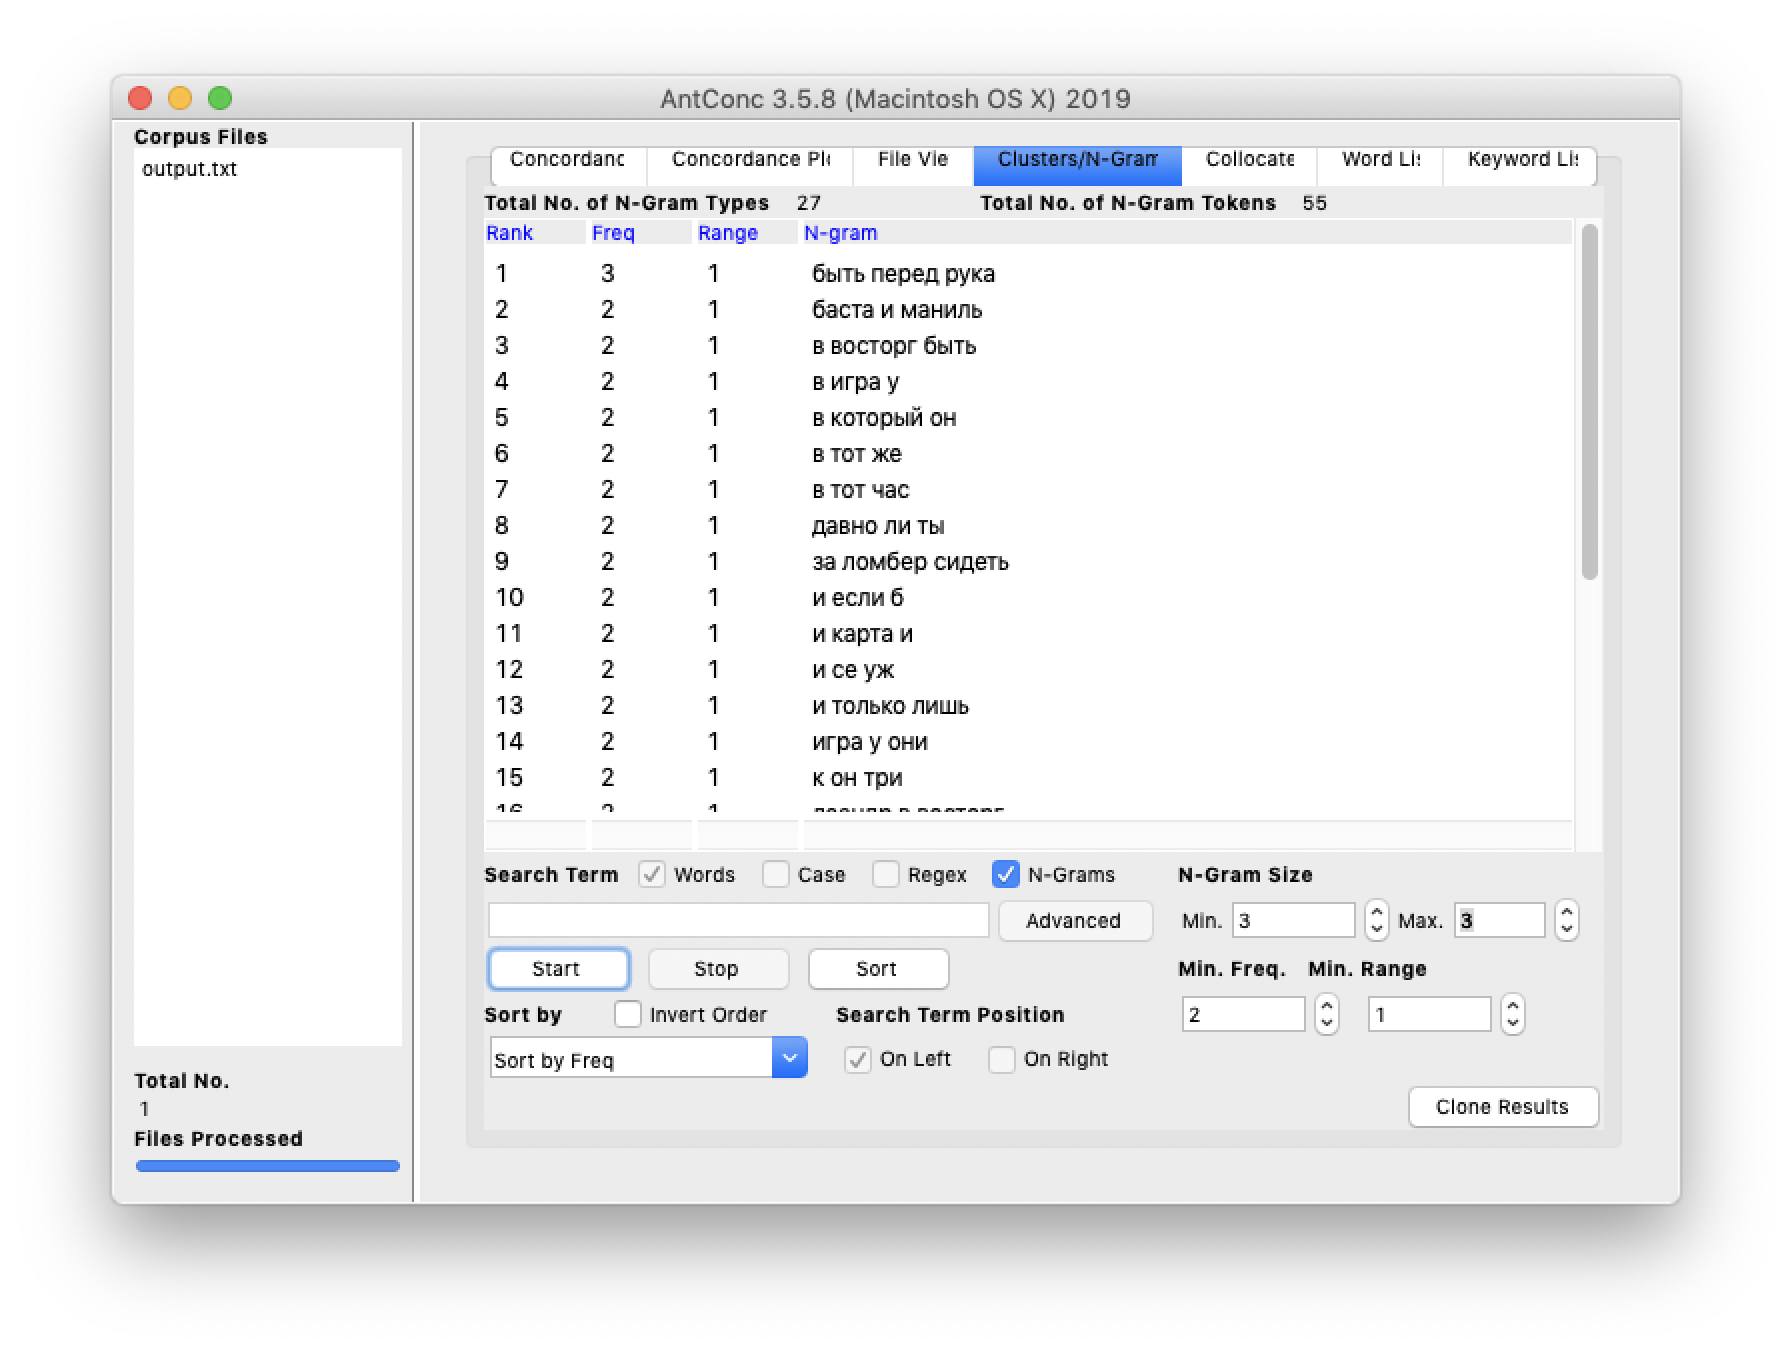 AntConc 3.5.8 (Macintosh OS X) 2019
Corpus Files
output.txt
Total No.
1
Files Processed
Concordanc Concordance Pl File Vie Clusters/N-Gran Collocate Word Li Keyword Li
Total No. of N-Gram Types 27 Total No. of N-Gram Tokens 55
Rank Freq Range N-gram
1 3 1 быть перед рука
2 2 1 баста и маниль
3 2 1 в восторг быть
4 2 1 в игра у
5 2 1 в который он
6 2 1 в тот же
7 2 1 в тот час
8 2 1 давно ли ты
9 2 1 за ломбер сидеть
10 2 1 и если б
11 2 1 и карта и
12 2 1 и се уж
13 2 1 и только лишь
14 2 1 игра у они
15 2 1 к он три
16 2 1 леандр в восторг
Search Term Words Case Regex N-Grams N-Gram Size
Advanced Min. 3 Max. 3
Start Stop Sort Min. Freq. Min. Range
Sort by Invert Order Search Term Position 2 1
Sort by Freq On Left On Right
Clone Results